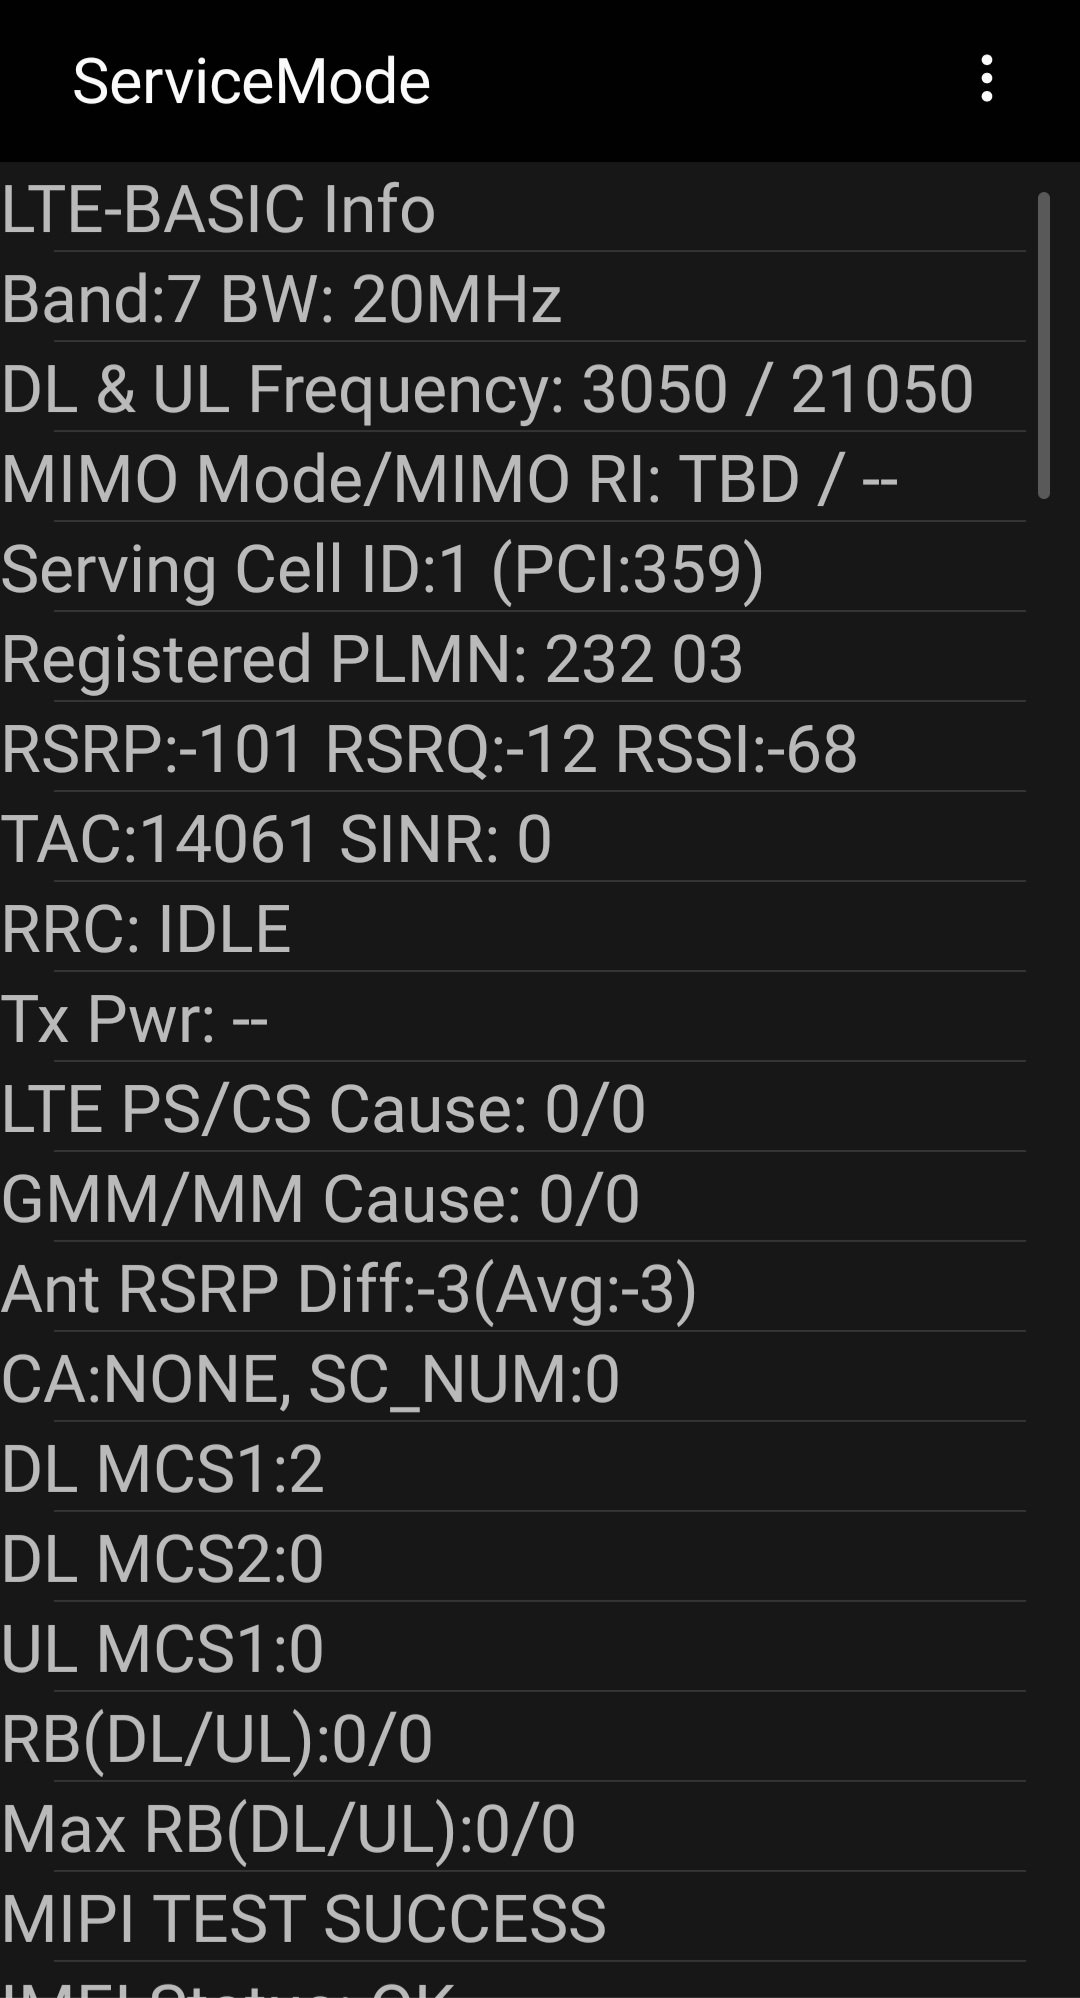 ServiceMode
LTE-BASIC Info
Band:7 BW: 20MHz
DL & UL Frequency: 3050 / 21050
MIMO Mode/MIMO RI: TBD / --
Serving Cell ID:1 (PCI:359)
Registered PLMN: 232 03
RSRP:-101 RSRQ:-12 RSSI:-68
TAC:14061 SINR: 0
RRC: IDLE
Tx Pwr: --
LTE PS/CS Cause: 0/0
GMM/MM Cause: 0/0
Ant RSRP Diff:-3(Avg:-3)
CA:NONE, SC_NUM:0
DL MCS1:2
DL MCS2:0
UL MCS1:0
RB(DL/UL):0/0
Max RB(DL/UL):0/0
MIPI TEST SUCCESS
IMEI Status: OK